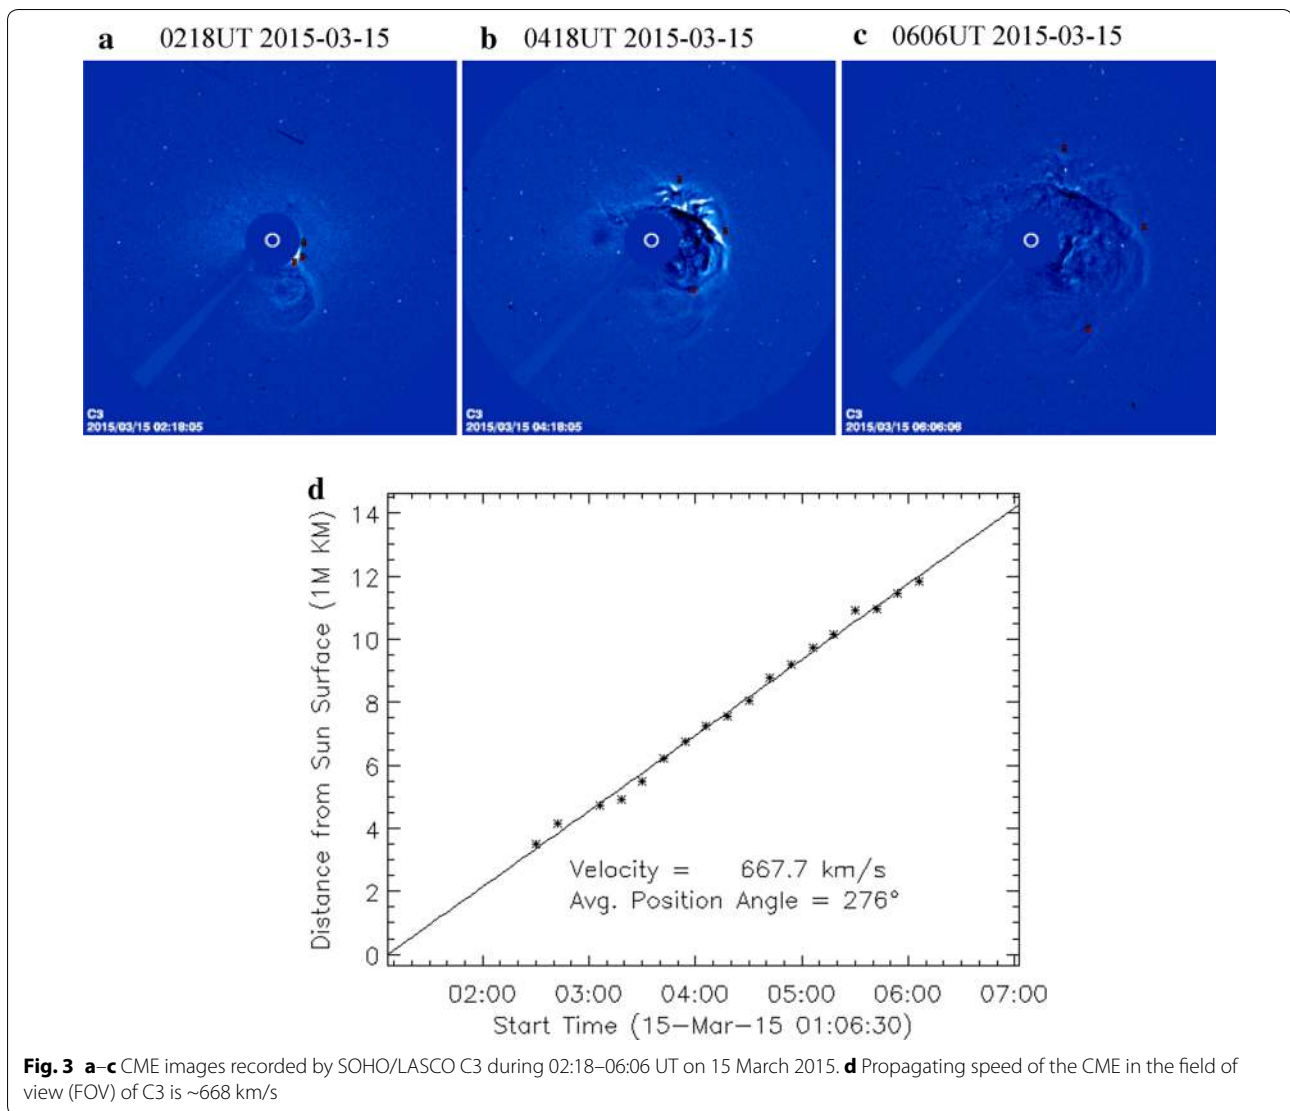 a 0218UT 2015-03-15 b 0418UT 2015-03-15 c 0606UT 2015-03-15
C3 C3 C3
2015/03/15 02:18:05 2015/03/15 04:18:05 2015/03/15 06:06:06
d
Distance from Sun Surface (1M KM)
14
12
10
8
6
4
2
0
Velocity = 667.7 km/s
Avg. Position Angle = 276°
02:00 03:00 04:00 05:00 06:00 07:00
Start Time (15-Mar-15 01:06:30)
Fig. 3 a–c CME images recorded by SOHO/LASCO C3 during 02:18–06:06 UT on 15 March 2015. d Propagating speed of the CME in the field of
view (FOV) of C3 is ~668 km/s